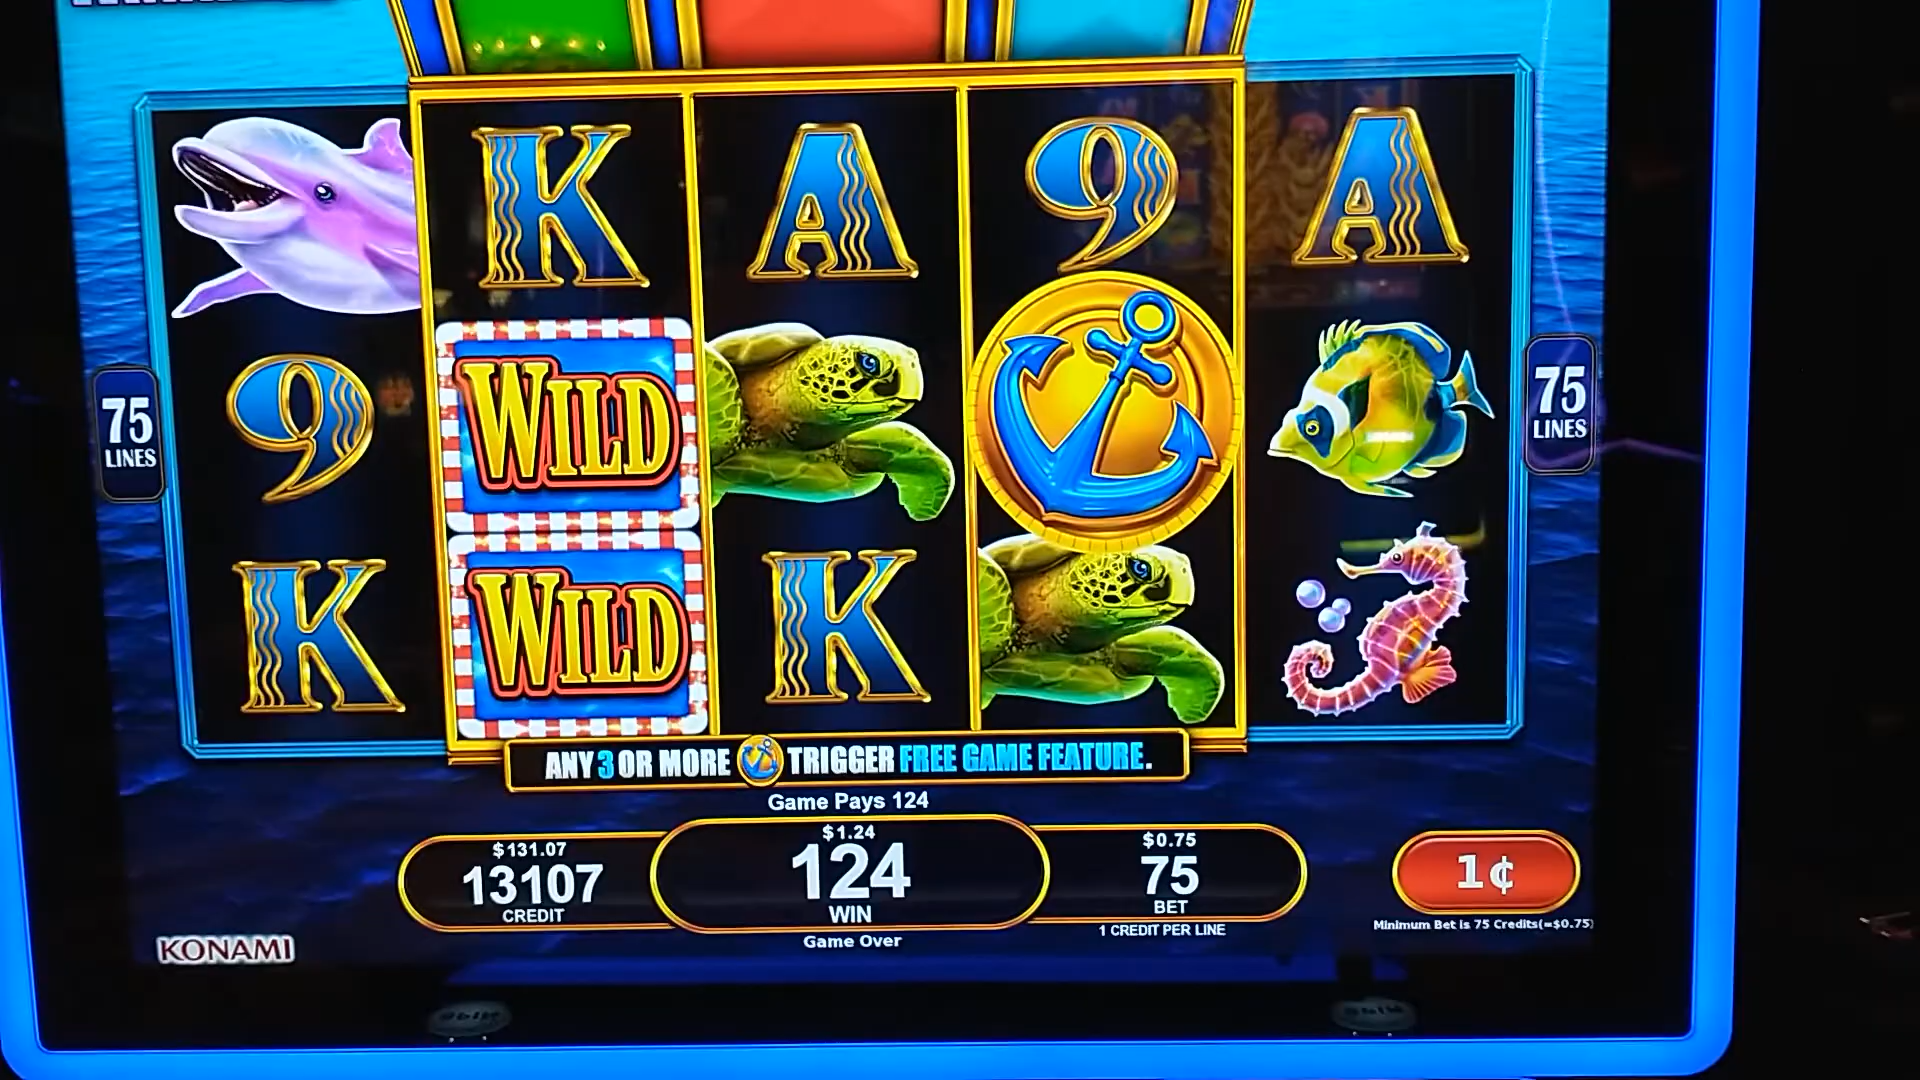 K A 9 A
9 WILD
K WILD K
75 LINES
75 LINES
ANY 3 OR MORE TRIGGER FREE GAME FEATURE.
Game Pays 124
$131.07
13107
CREDIT
$1.24
124
WIN
$0.75
75
BET
1¢
Minimum Bet is 75 Credits(=$0.75)
1 CREDIT PER LINE
Game Over
KONAMI